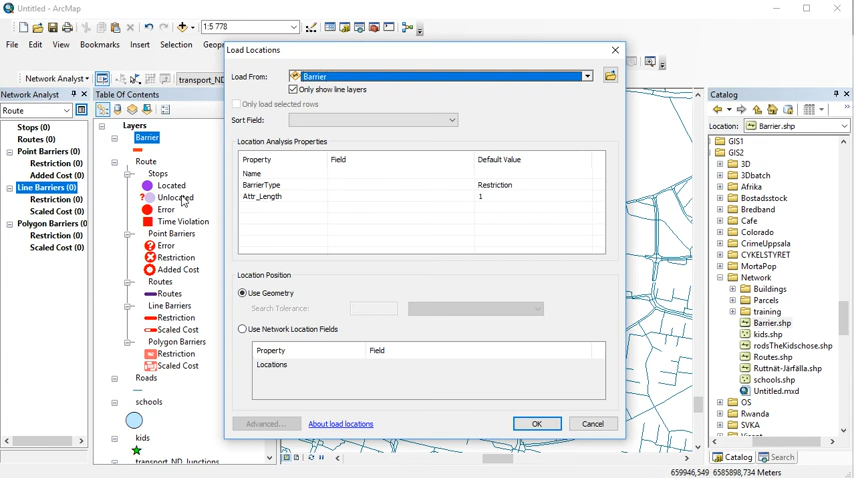 Untitled - ArcMap
1:5 778
File Edit View Bookmarks Insert Selection Geopr
Network Analyst
transport_ND
Network Analyst
Route
Stops (0)
Routes (0)
Point Barriers (0)
Restriction (0)
Added Cost (0)
Line Barriers (0)
Restriction (0)
Scaled Cost (0)
Polygon Barriers (0
Restriction (0)
Scaled Cost (0)
Table Of Contents
Layers
Barrier
Route
Stops
Located
Unlocated
Error
Time Violation
Point Barriers
Error
Restriction
Added Cost
Routes
Routes
Line Barriers
Restriction
Scaled Cost
Polygon Barriers
Restriction
Scaled Cost
Roads
schools
kids
transport_ND_Junctions
Load Locations
Load From: Barrier
Only show line layers
Only load selected rows
Sort Field:
Location Analysis Properties
Property Field Default Value
Name
BarrierType Restriction
Attr_Length 1
Location Position
Use Geometry
Search Tolerance:
Use Network Location Fields
Property Field
Locations
Advanced... About load locations OK Cancel
Catalog
Location: Barrier.shp
GIS1
GIS2
3D
3Dbatch
Afrika
Bostadsstock
Bredband
Cafe
Colorado
CrimeUppsala
CYKELSTYRET
MortaPop
Network
Buildings
Parcels
training
Barrier.shp
kids.shp
rodsTheKidschose.shp
Routes.shp
Ruttnät-Järfälla.shp
schools.shp
Untitled.mxd
OS
Rwanda
SVKA
Catalog Search
659946,549 6585898,734 Meters